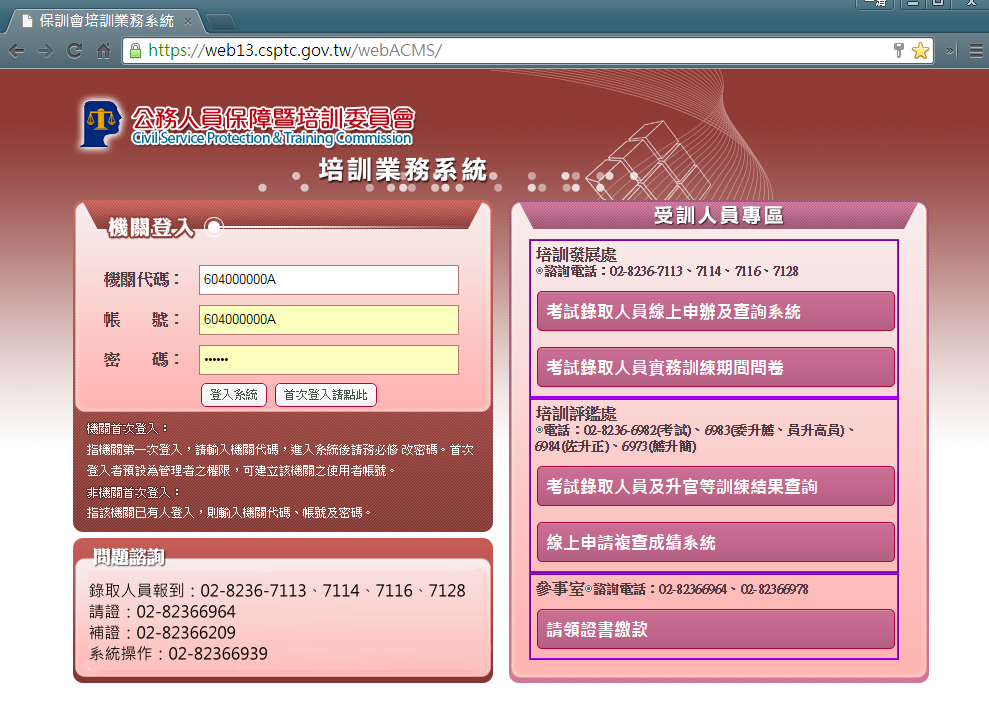 保訓會培訓業務系統
https://web13.csptc.gov.tw/webACMS/
公務人員保障暨培訓委員會
Civil Service Protection & Training Commission
培訓業務系統
機關登入
機關代碼： 604000000A
帳 號： 604000000A
密 碼： ••••••
登入系統 首次登入請點此
機關首次登入：
指機關第一次登入，請輸入機關代碼，進入系統後請務必修 改密碼。首次
登入者預設為管理者之權限，可建立該機關之使用者帳號。
非機關首次登入：
指該機關已有人登入，則輸入機關代碼、帳號及密碼。
問題諮詢
錄取人員報到：02-8236-7113、7114、7116、7128
請證：02-82366964
補證：02-82366209
系統操作：02-82366939
受訓人員專區
培訓發展處
◎諮詢電話：02-8236-7113、7114、7116、7128
考試錄取人員線上申辦及查詢系統
考試錄取人員實務訓練期間問卷
培訓評鑑處
◎電話：02-8236-6982(考試)、6983(委升薦、員升高員)、
6984(佐升正)、6973(薦升簡)
考試錄取人員及升官等訓練結果查詢
線上申請複查成績系統
參事室◎諮詢電話：02-82366964、02-82366978
請領證書繳款